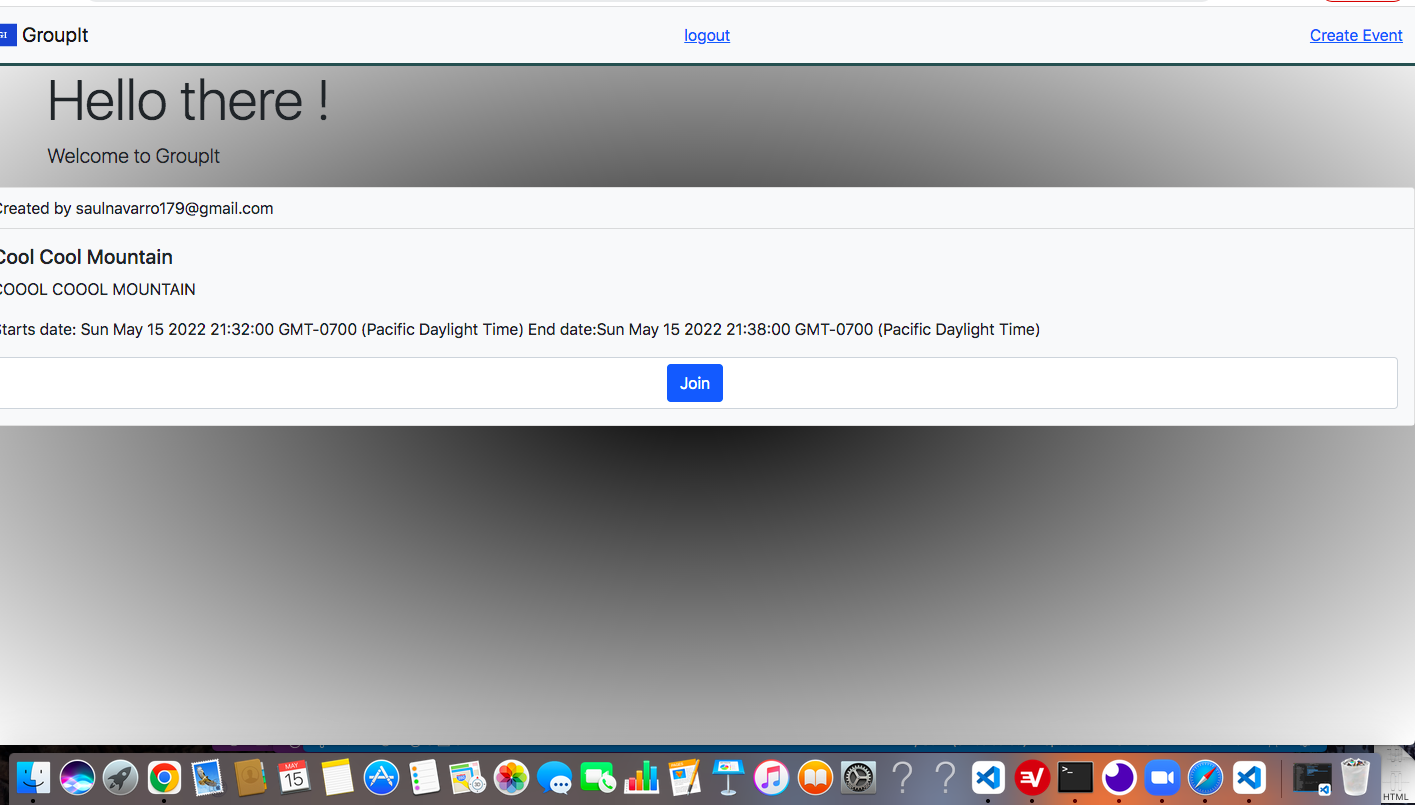 GI GroupIt logout Create Event
Hello there !
Welcome to GroupIt
Created by saulnavarro179@gmail.com
Cool Cool Mountain
COOOL COOOL MOUNTAIN
Starts date: Sun May 15 2022 21:32:00 GMT-0700 (Pacific Daylight Time) End date:Sun May 15 2022 21:38:00 GMT-0700 (Pacific Daylight Time)
Join
MAY
15
HTML